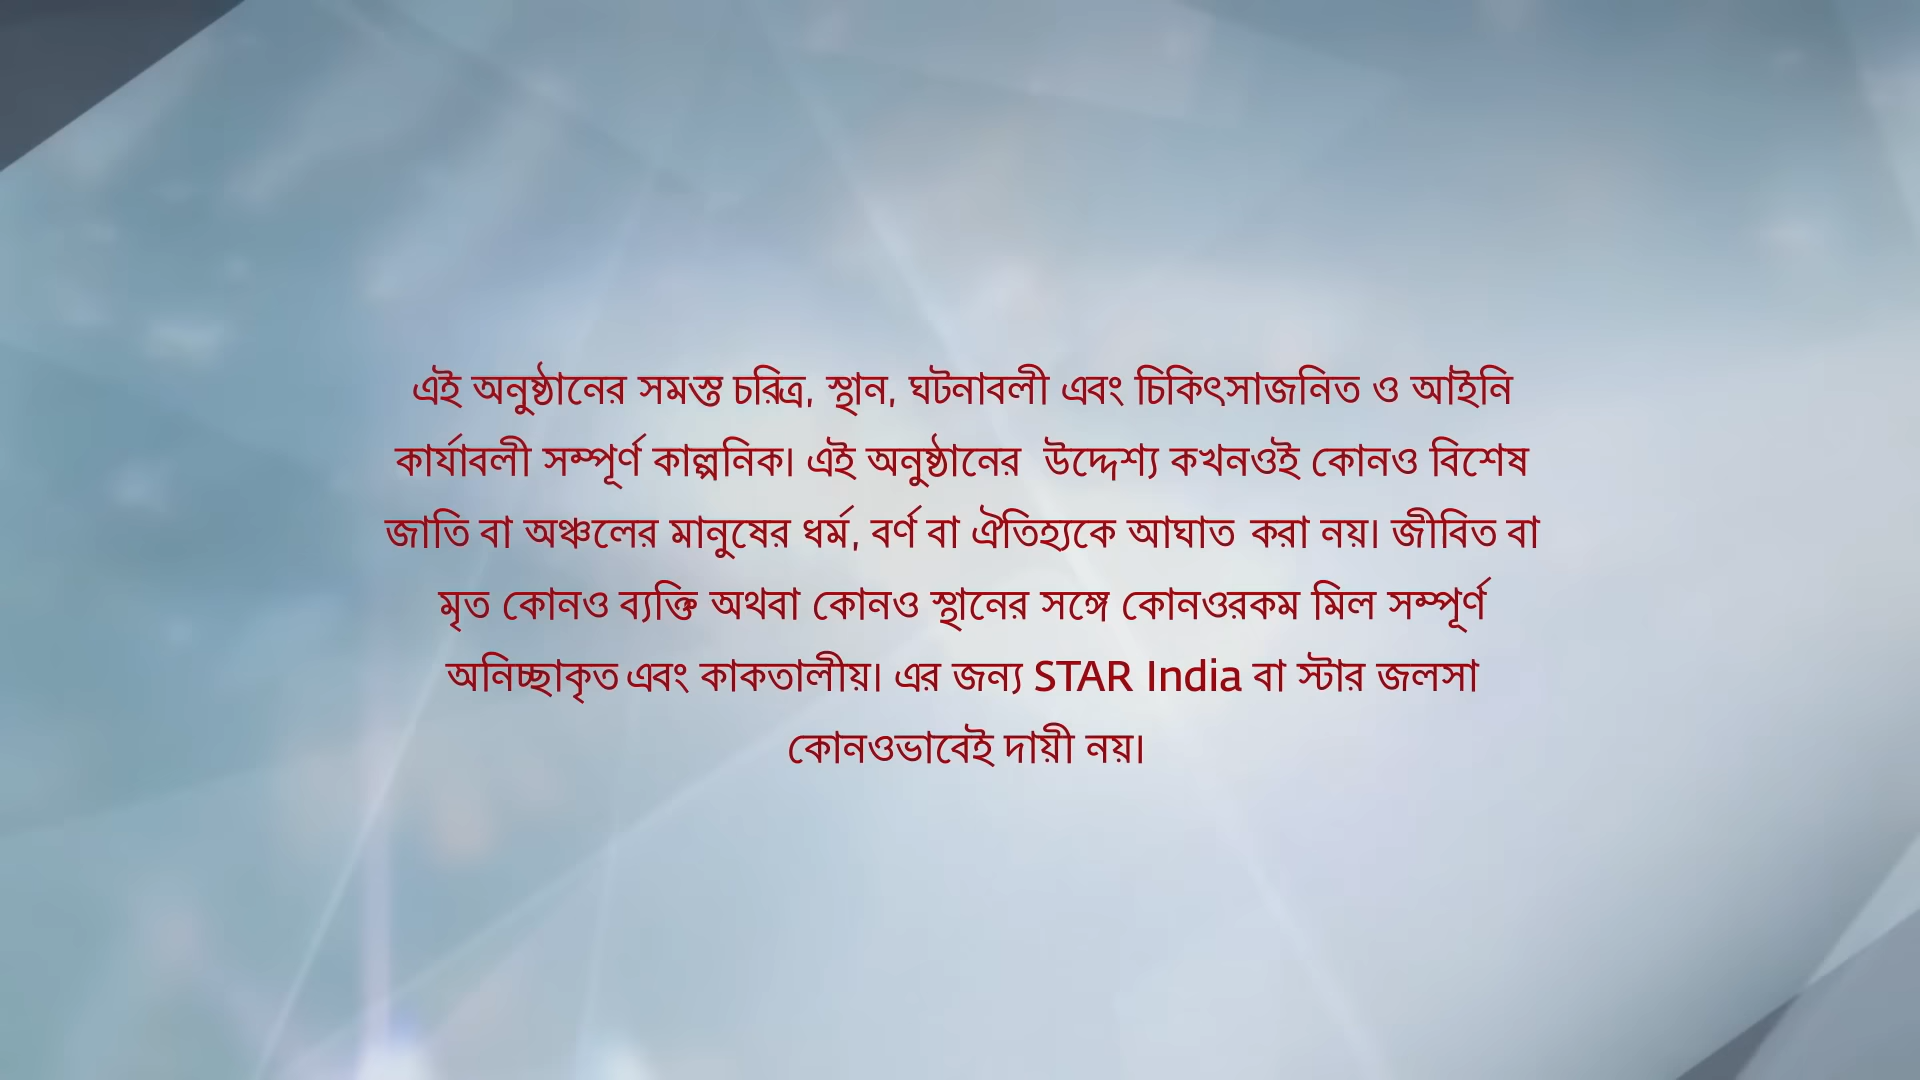 এই অনুষ্ঠানের সমস্ত চরিত্র, স্থান, ঘটনাবলী এবং চিকিৎসাজনিত ও আইনি
কার্যাবলী সম্পূর্ণ কাল্পনিক। এই অনুষ্ঠানের উদ্দেশ্য কখনওই কোনও বিশেষ
জাতি বা অঞ্চলের মানুষের ধর্ম, বর্ণ বা ঐতিহ্যকে আঘাত করা নয়। জীবিত বা
মৃত কোনও ব্যক্তি অথবা কোনও স্থানের সঙ্গে কোনওরকম মিল সম্পূর্ণ
অনিচ্ছাকৃত এবং কাকতালীয়। এর জন্য STAR India বা স্টার জলসা
কোনওভাবেই দায়ী নয়।